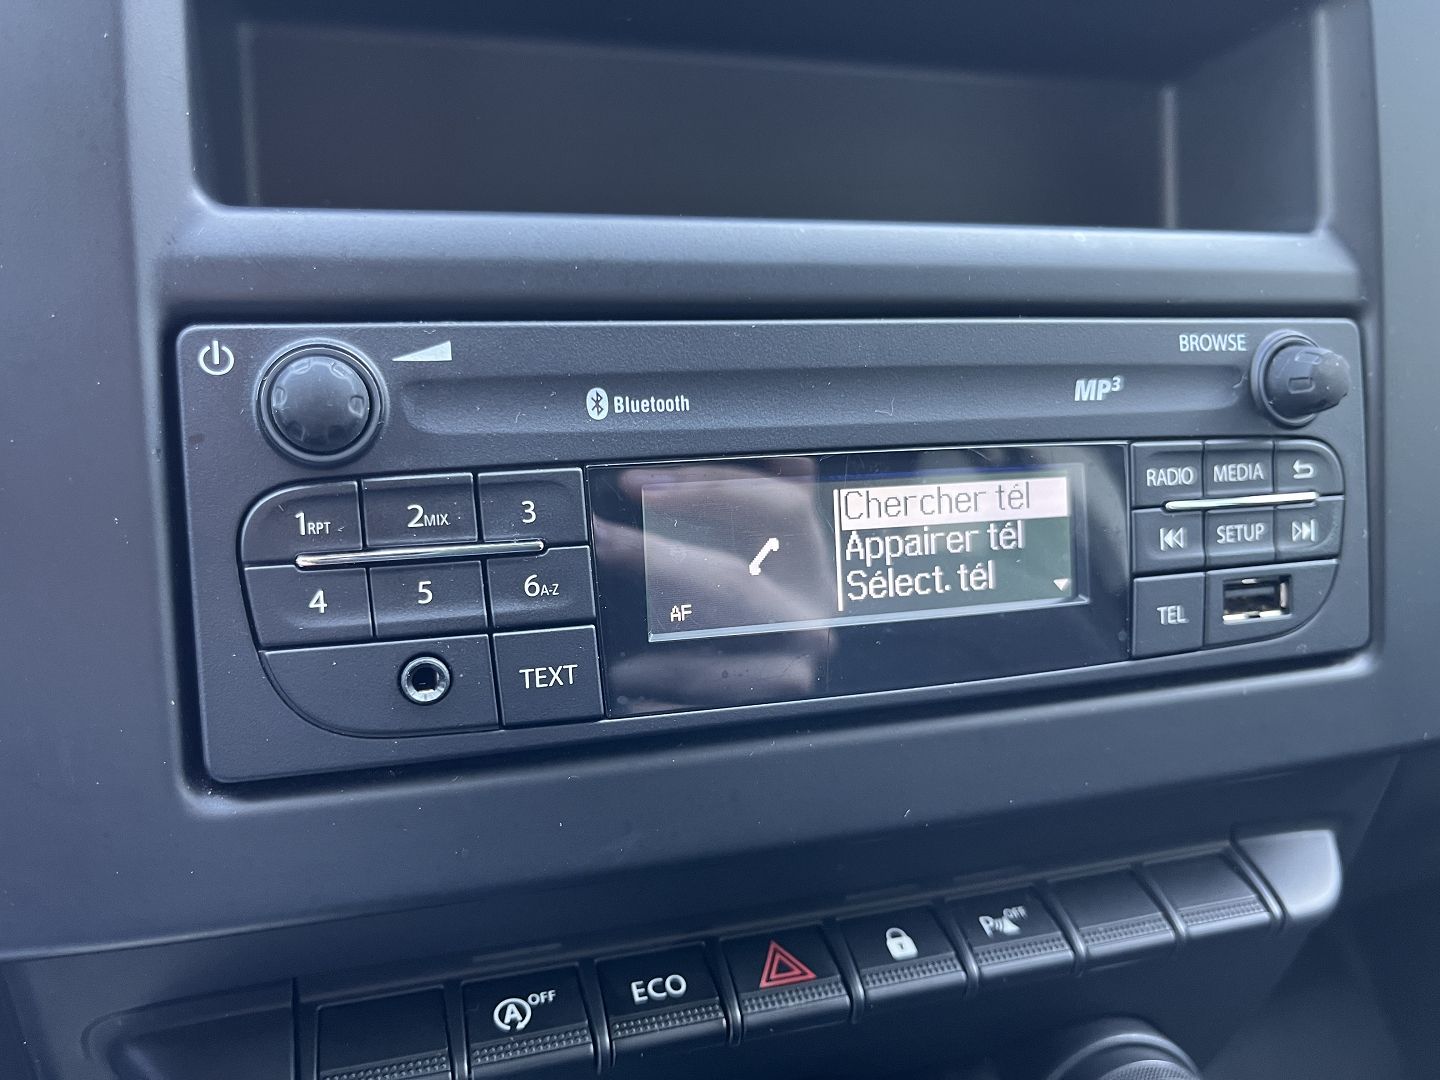 BROWSE
Bluetooth
MP3
RADIO
MEDIA
1RPT
2MIX
3
Chercher tél
Appairer tél
Sélect. tél
AF
SETUP
4
5
6A-Z
TEL
TEXT
A OFF
ECO
P OFF